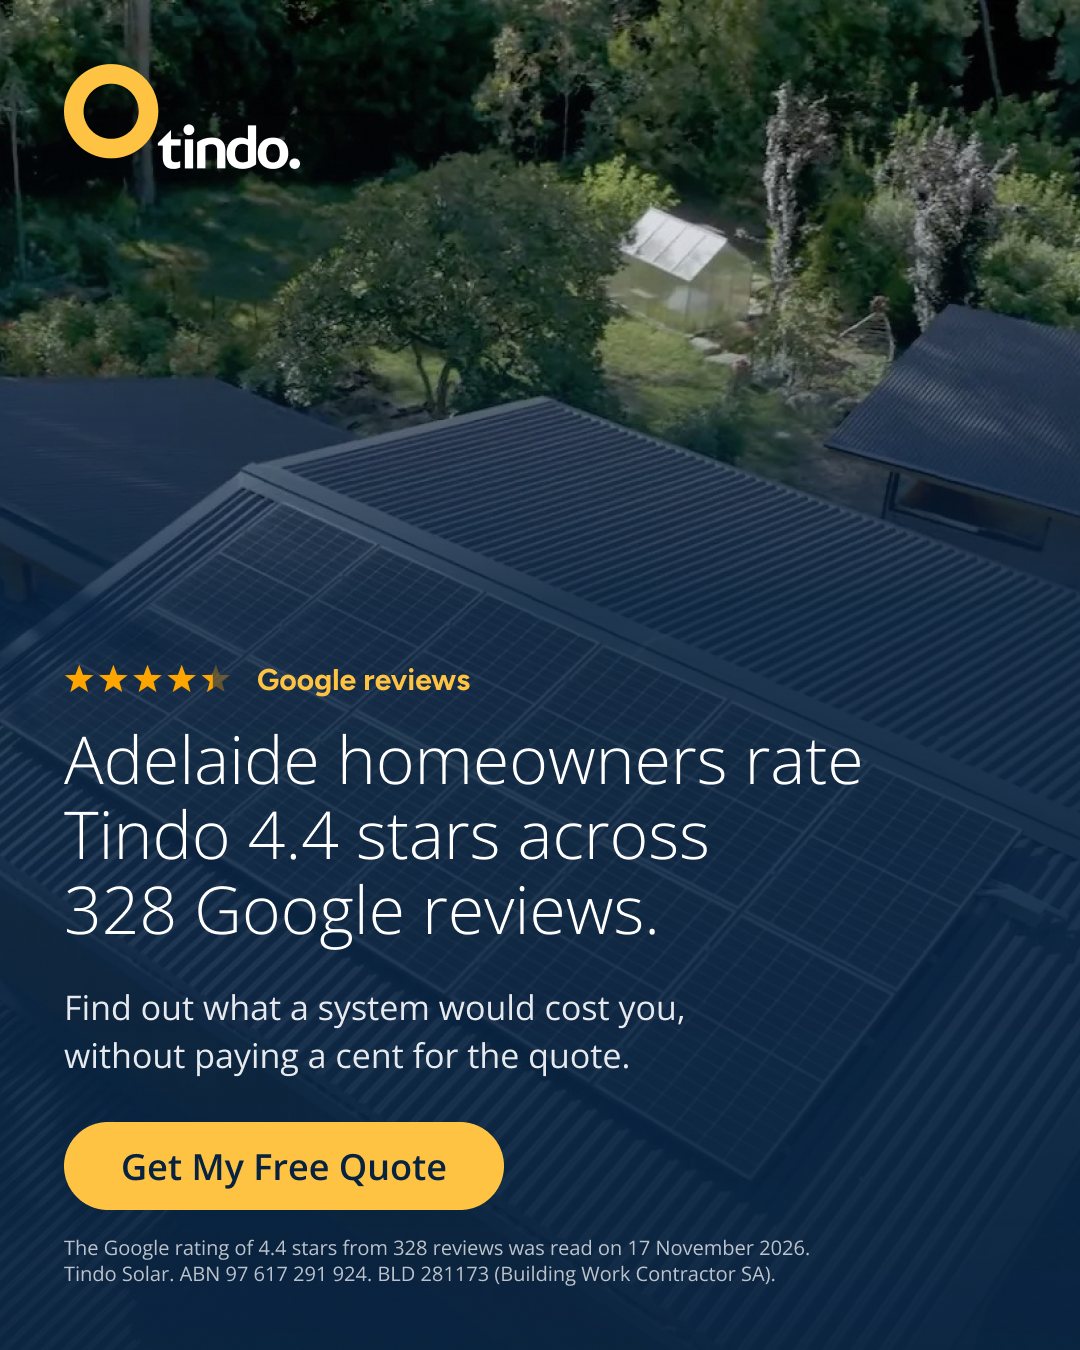 tindo.
Google reviews
Adelaide homeowners rate
Tindo 4.4 stars across
328 Google reviews.
Find out what a system would cost you,
without paying a cent for the quote.
Get My Free Quote
The Google rating of 4.4 stars from 328 reviews was read on 17 November 2026.
Tindo Solar. ABN 97 617 291 924. BLD 281173 (Building Work Contractor SA).